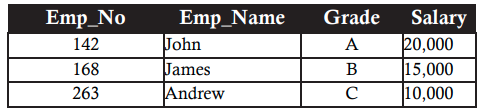 Emp_No Emp_Name Grade Salary
142 John A 20,000
168 James B 15,000
263 Andrew C 10,000